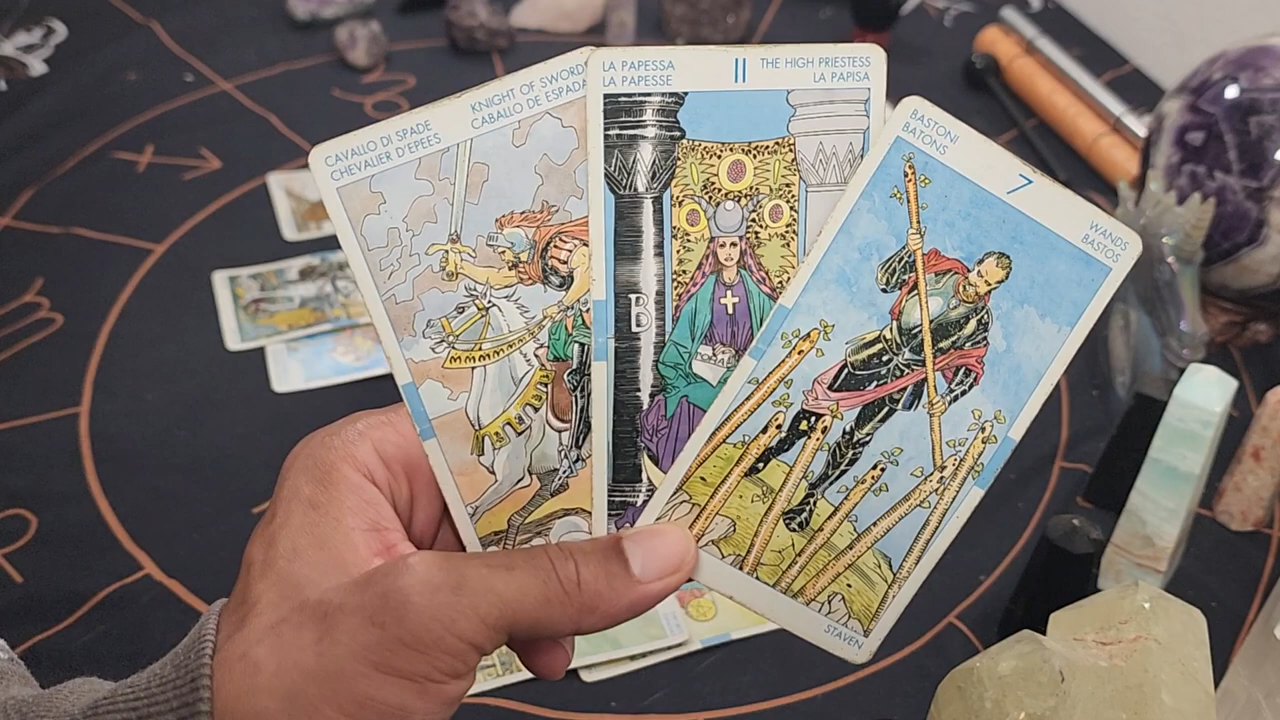 CAVALLO DI SPADE
CHEVALIER D'EPEES
KNIGHT OF SWORD
CABALLO DE ESPADA
LA PAPESSA
LA PAPESSE
II
THE HIGH PRIESTESS
LA PAPISA
B
BASTONI
BATONS
7
WANDS
BASTOS
STAVEN